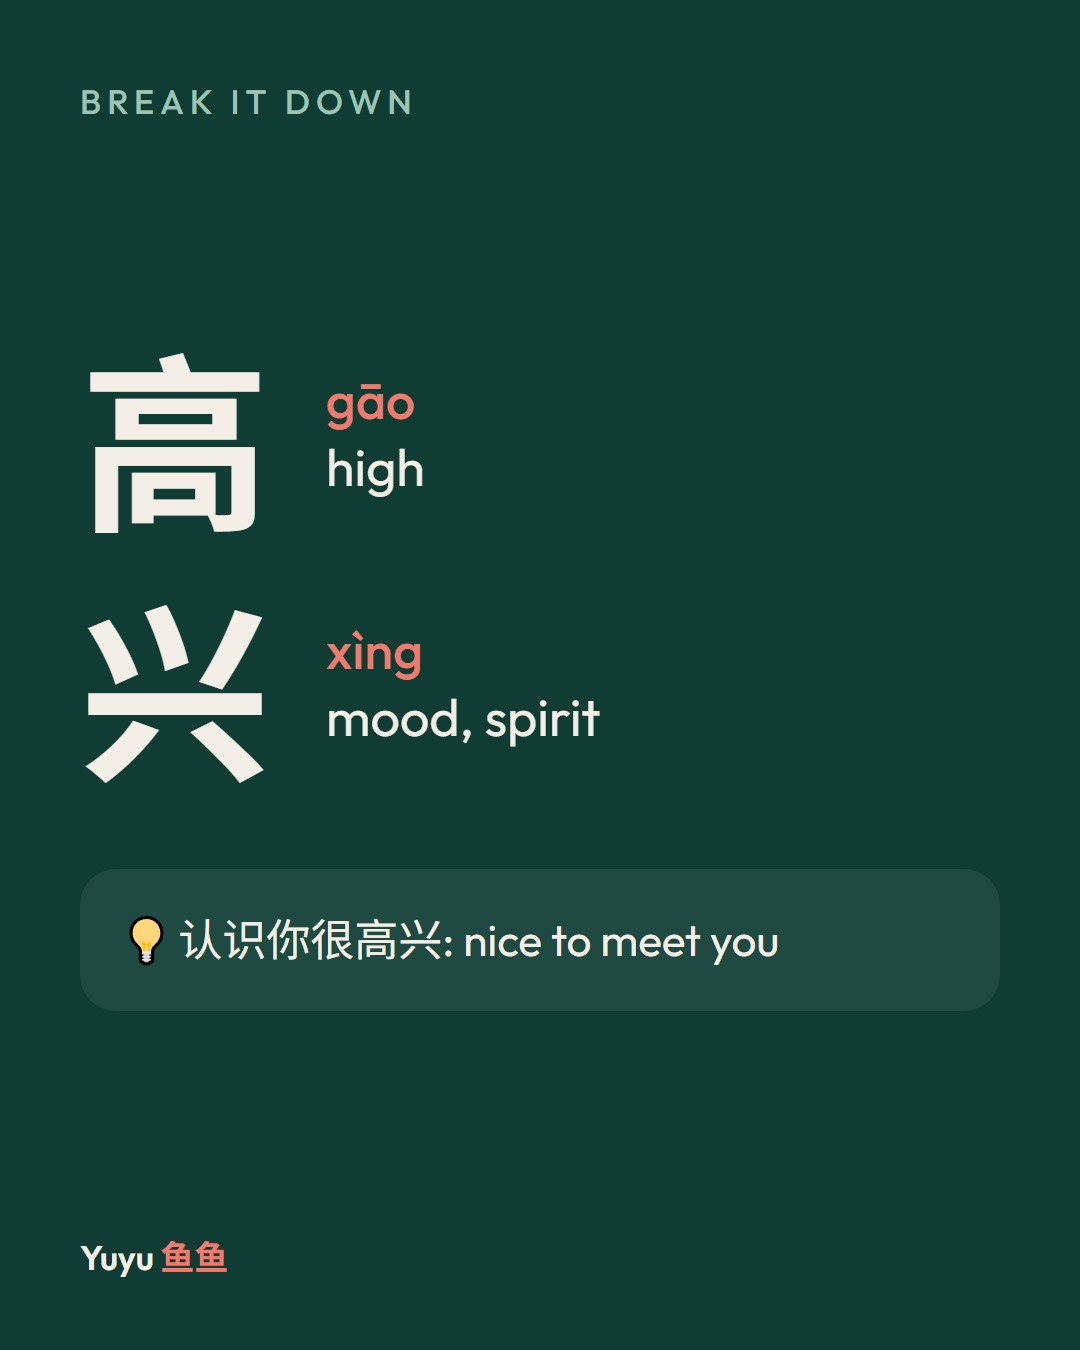 BREAK IT DOWN
高
gāo
high
兴
xìng
mood, spirit
认识你很高兴: nice to meet you
Yuyu 鱼鱼